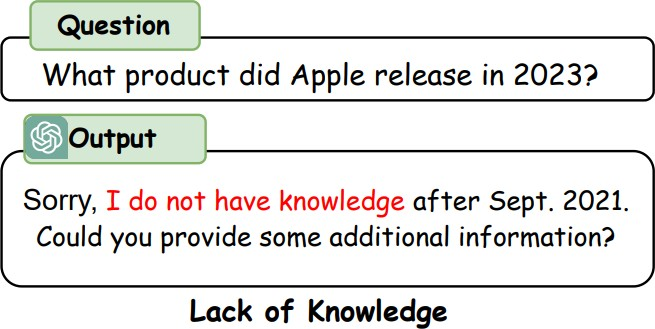 Question
What product did Apple release in 2023?
Output
Sorry, I do not have knowledge after Sept. 2021.
Could you provide some additional information?
Lack of Knowledge